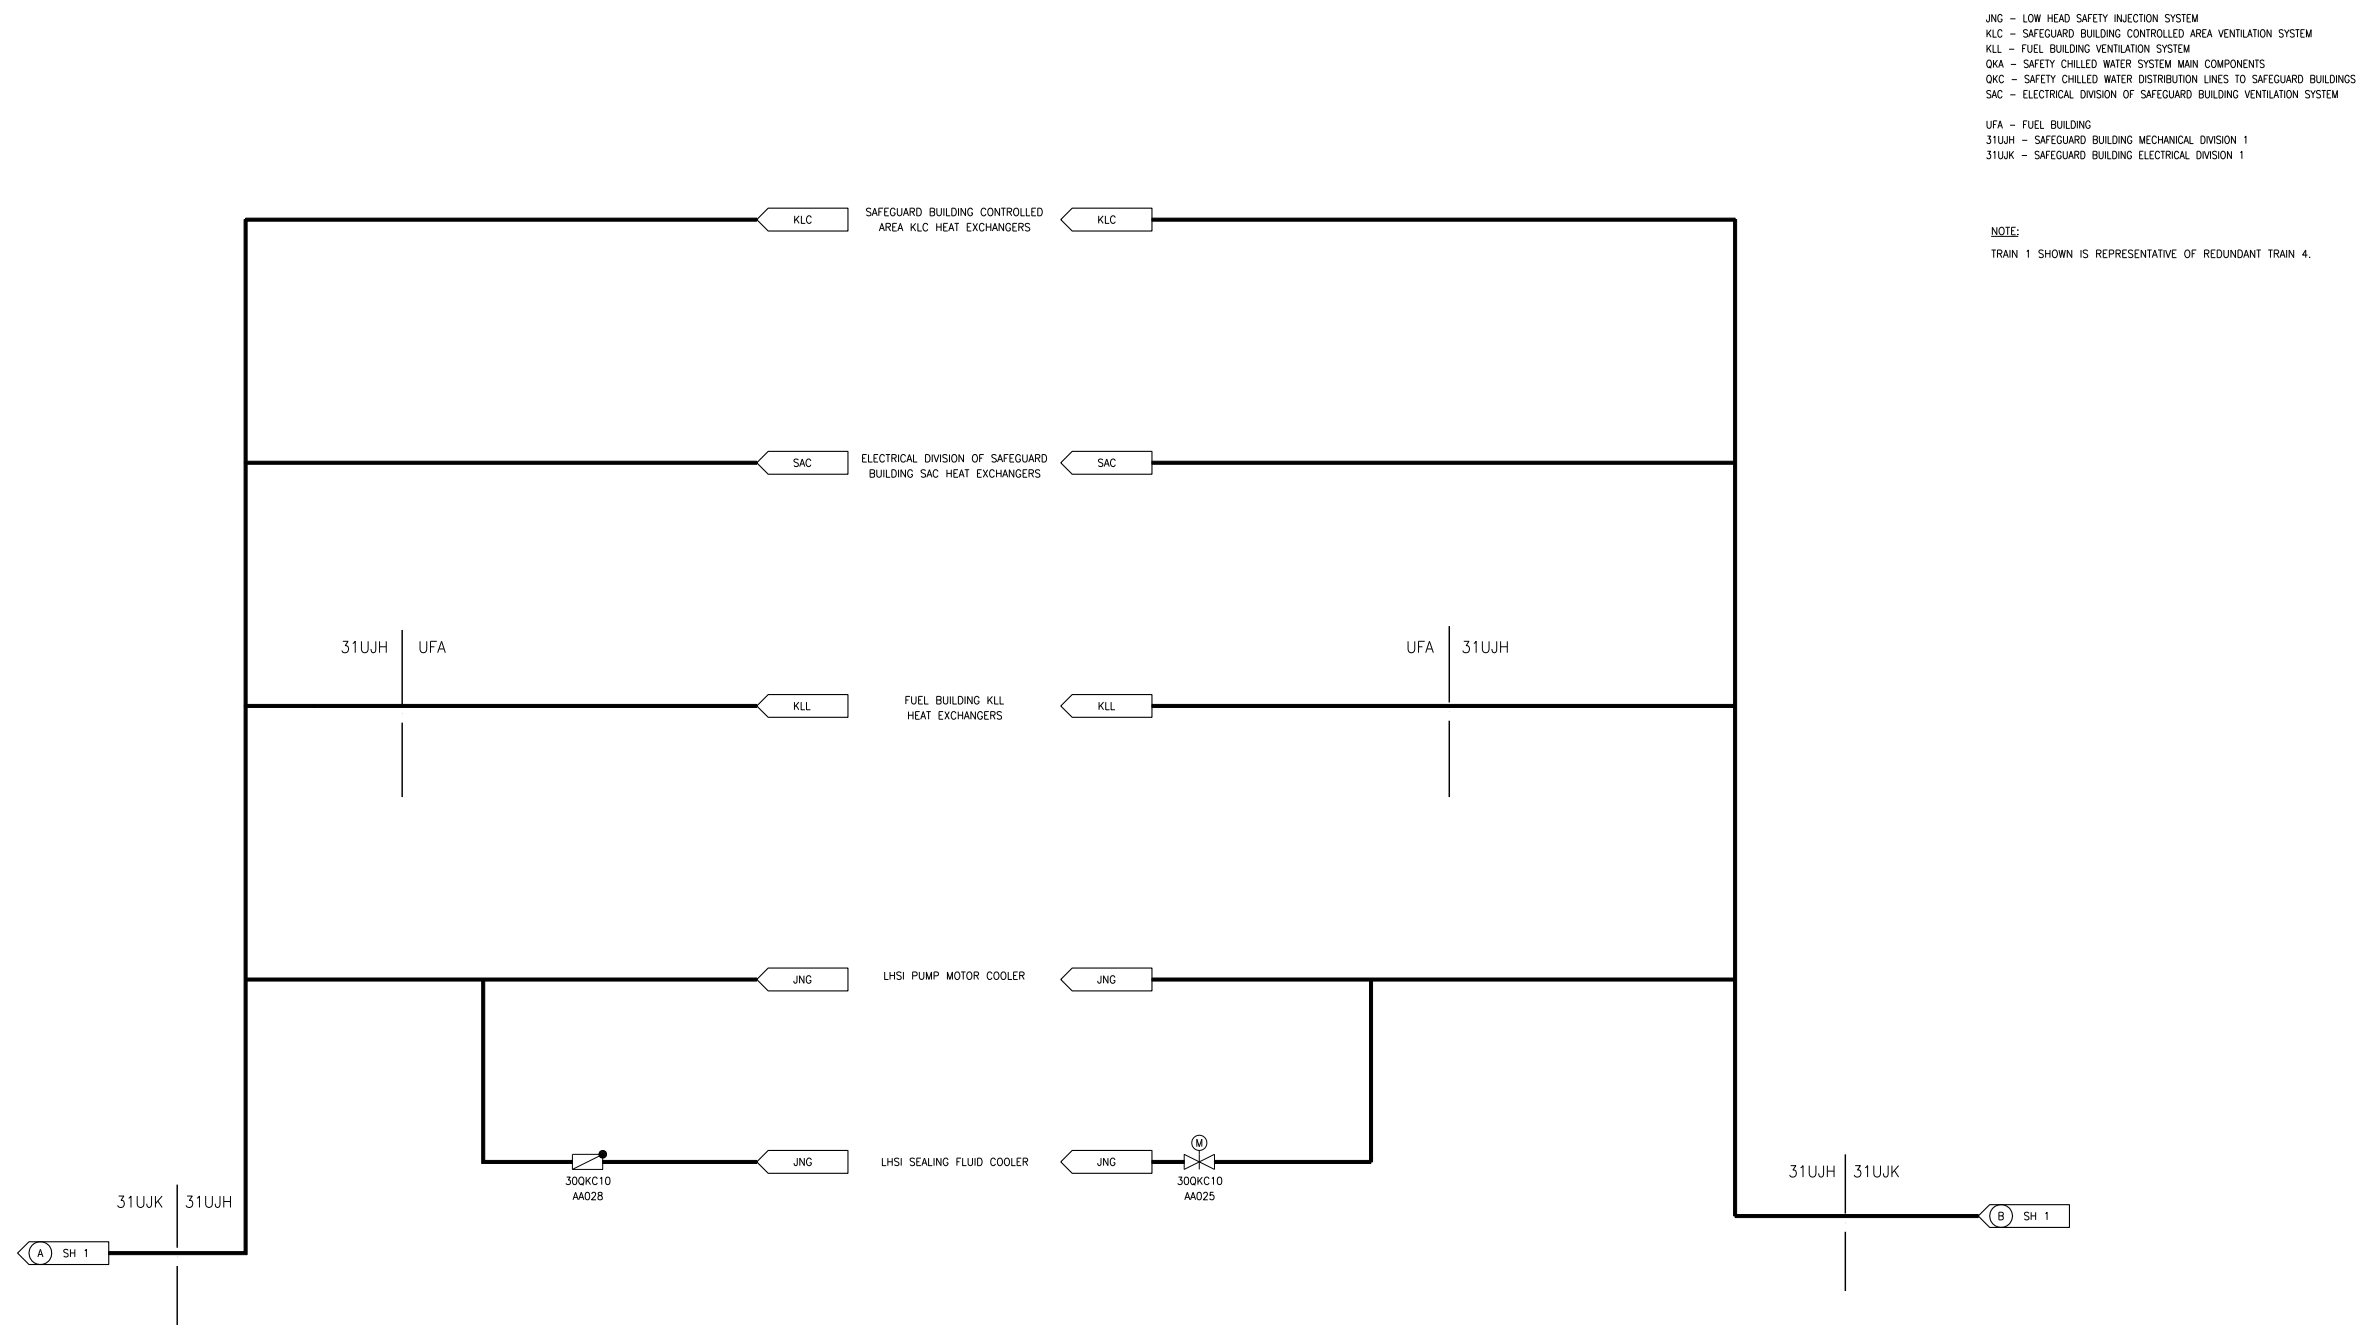 JNG – LOW HEAD SAFETY INJECTION SYSTEM
KLC – SAFEGUARD BUILDING CONTROLLED AREA VENTILATION SYSTEM
KLL – FUEL BUILDING VENTILATION SYSTEM
QKA – SAFETY CHILLED WATER SYSTEM MAIN COMPONENTS
QKC – SAFETY CHILLED WATER DISTRIBUTION LINES TO SAFEGUARD BUILDINGS
SAC – ELECTRICAL DIVISION OF SAFEGUARD BUILDING VENTILATION SYSTEM
UFA – FUEL BUILDING
31UJH – SAFEGUARD BUILDING MECHANICAL DIVISION 1
31UJK – SAFEGUARD BUILDING ELECTRICAL DIVISION 1
NOTE:
TRAIN 1 SHOWN IS REPRESENTATIVE OF REDUNDANT TRAIN 4.
KLC
SAFEGUARD BUILDING CONTROLLED
AREA KLC HEAT EXCHANGERS
KLC
SAC
ELECTRICAL DIVISION OF SAFEGUARD
BUILDING SAC HEAT EXCHANGERS
SAC
31UJH UFA
UFA 31UJH
KLL
FUEL BUILDING KLL
HEAT EXCHANGERS
KLL
JNG
LHSI PUMP MOTOR COOLER
JNG
M
JNG
LHSI SEALING FLUID COOLER
JNG
30QKC10
AA028
30QKC10
AA025
31UJH 31UJK
31UJK 31UJH
B SH 1
A SH 1